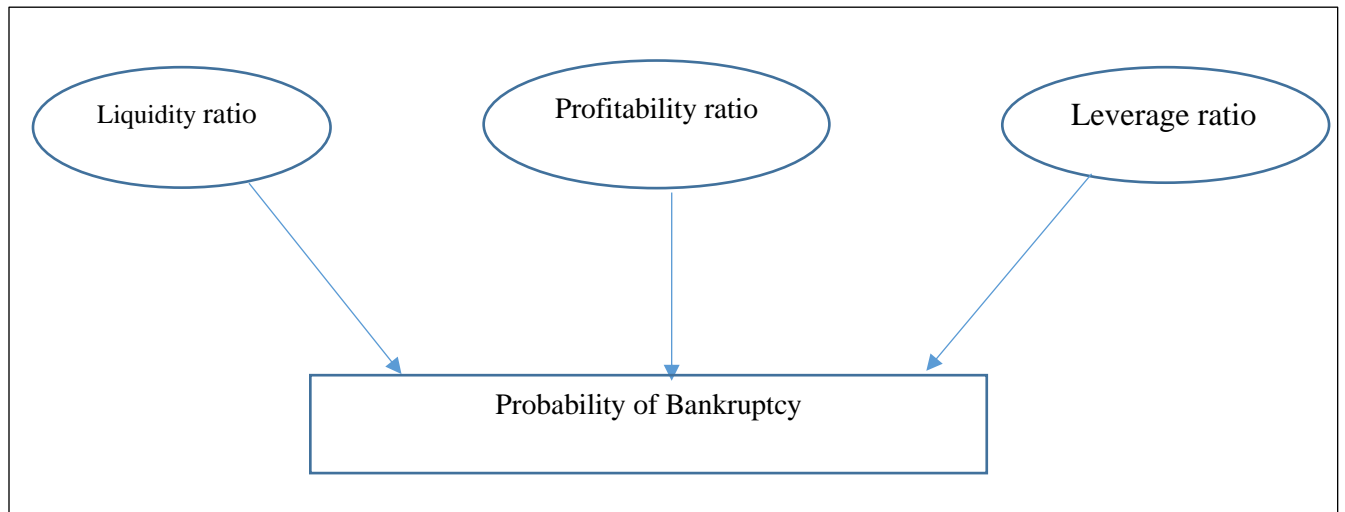 Liquidity ratio
Profitability ratio
Leverage ratio
Probability of Bankruptcy